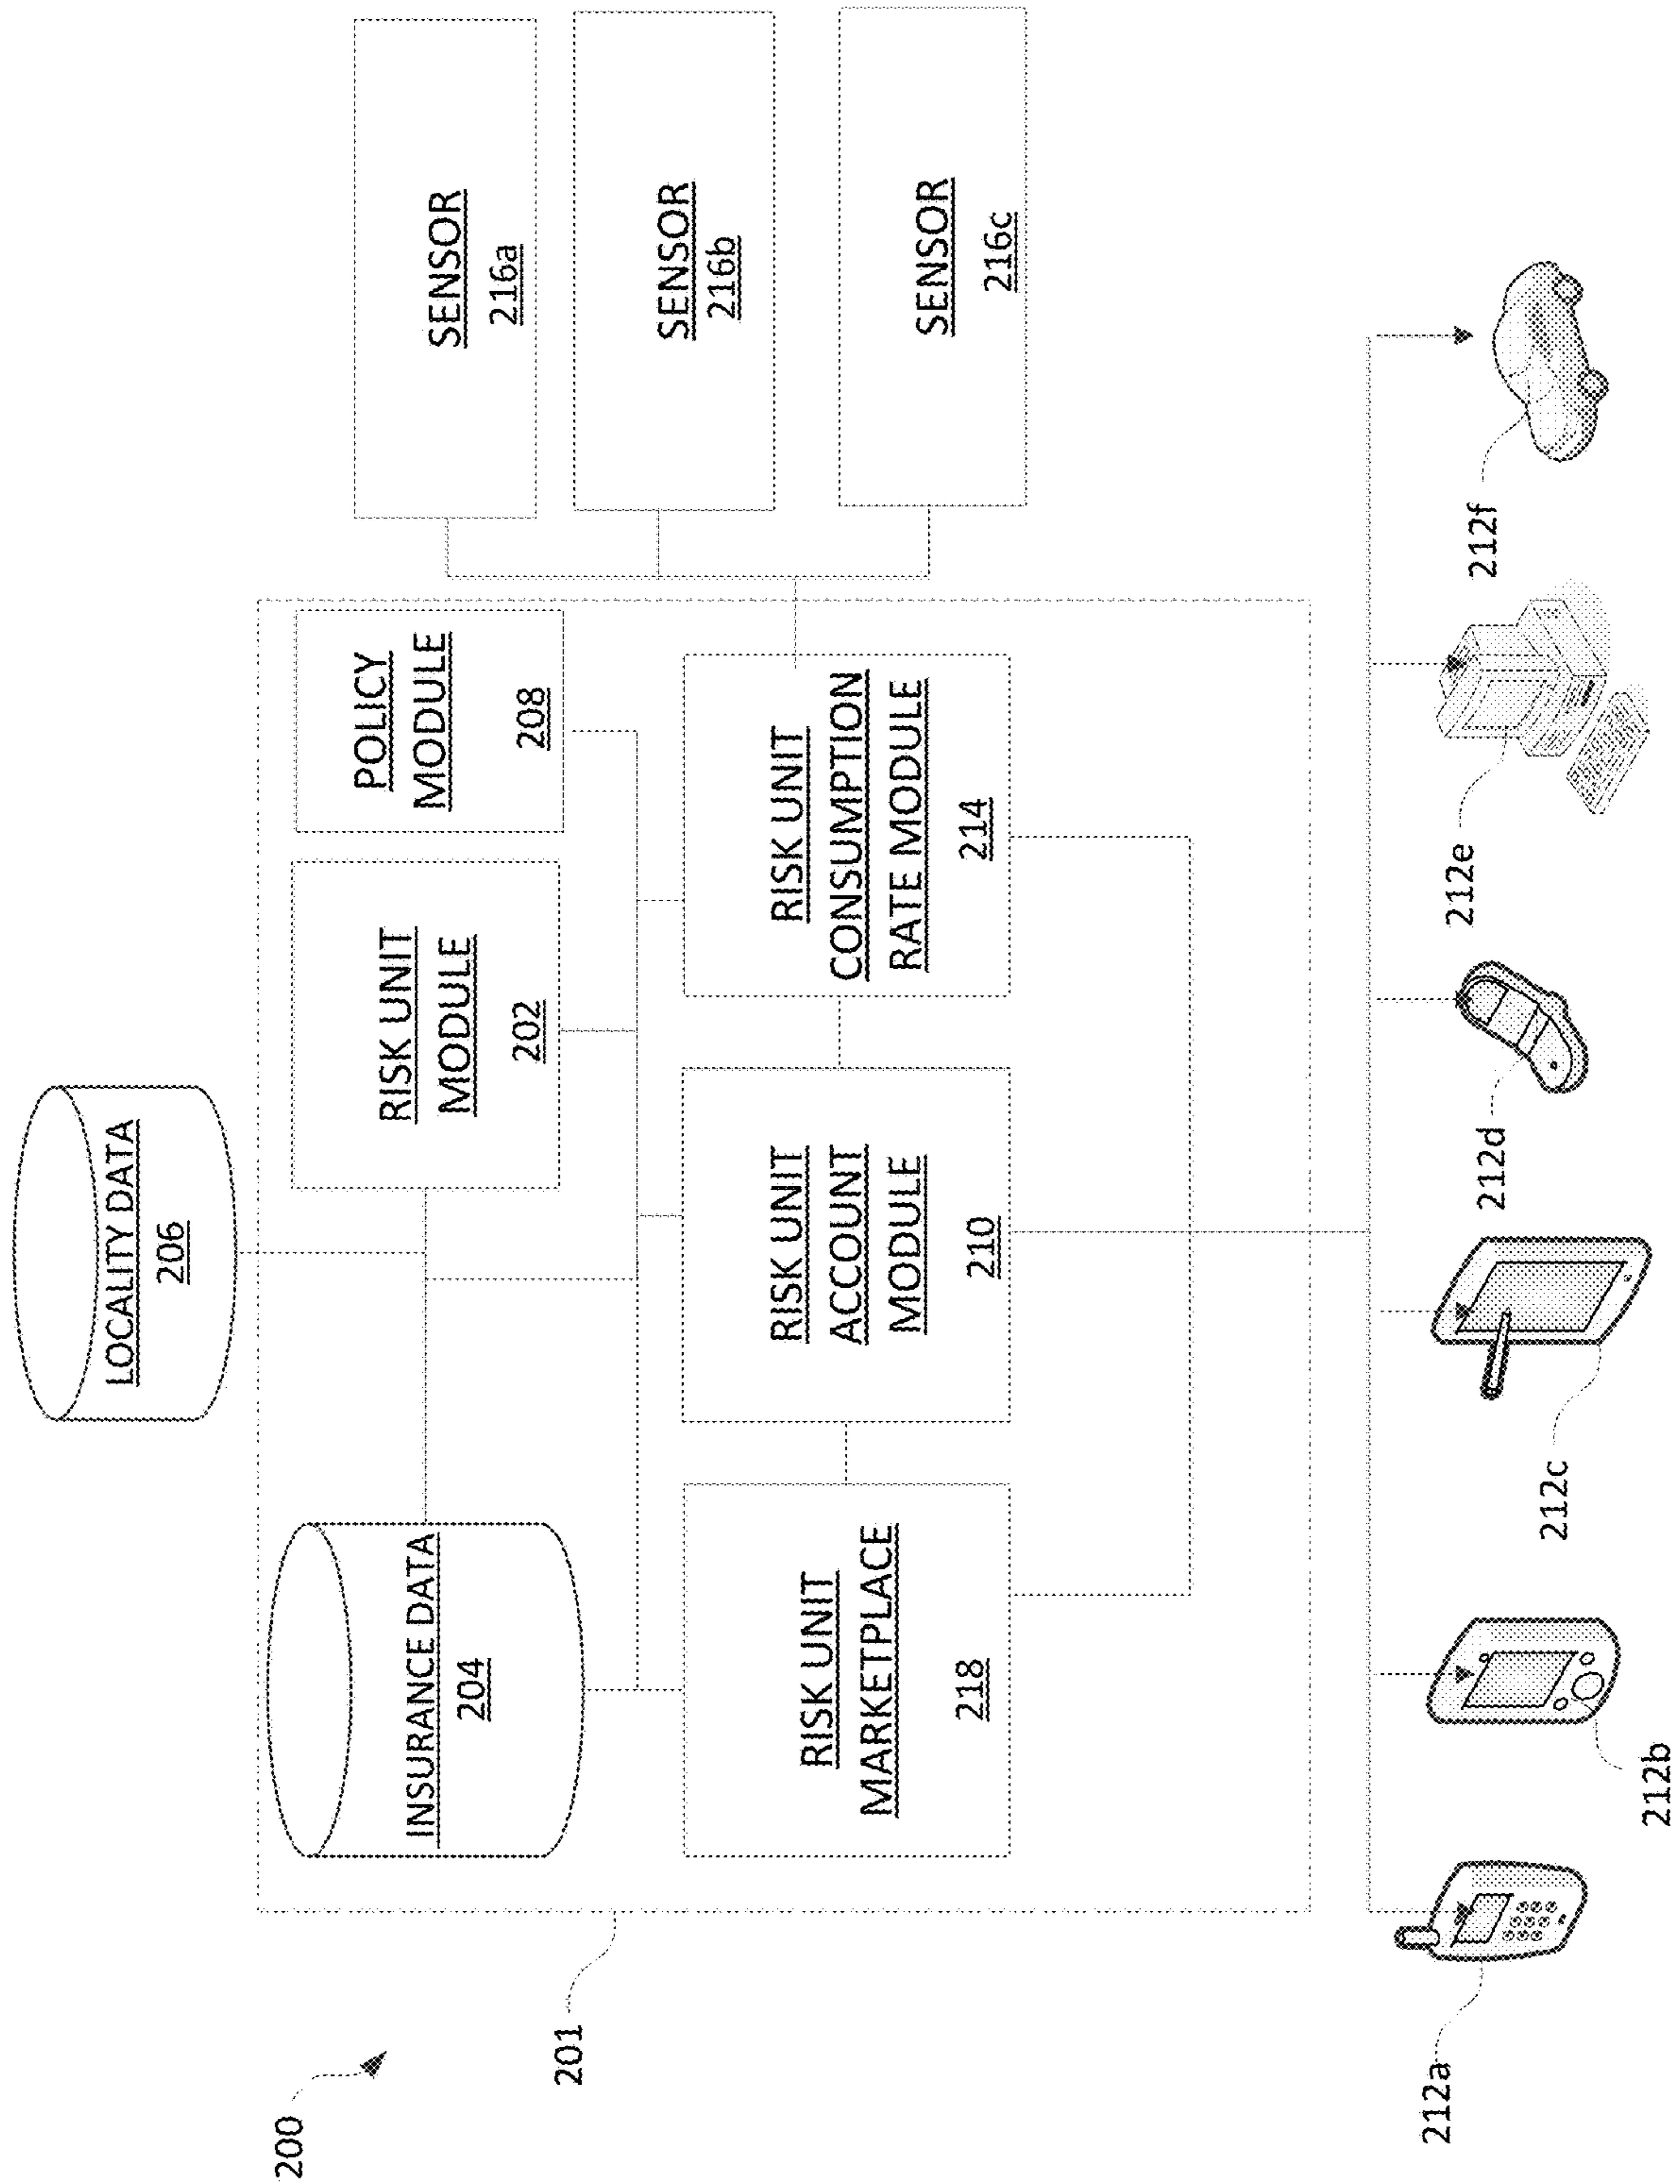 200
201
LOCALITY DATA
206
INSURANCE DATA
204
RISK UNIT
MODULE
202
POLICY
MODULE
208
RISK UNIT
MARKETPLACE
218
RISK UNIT
ACCOUNT
MODULE
210
RISK UNIT
CONSUMPTION
RATE MODULE
214
SENSOR
216a
SENSOR
216b
SENSOR
216c
212a
212b
212c
212d
212e
212f